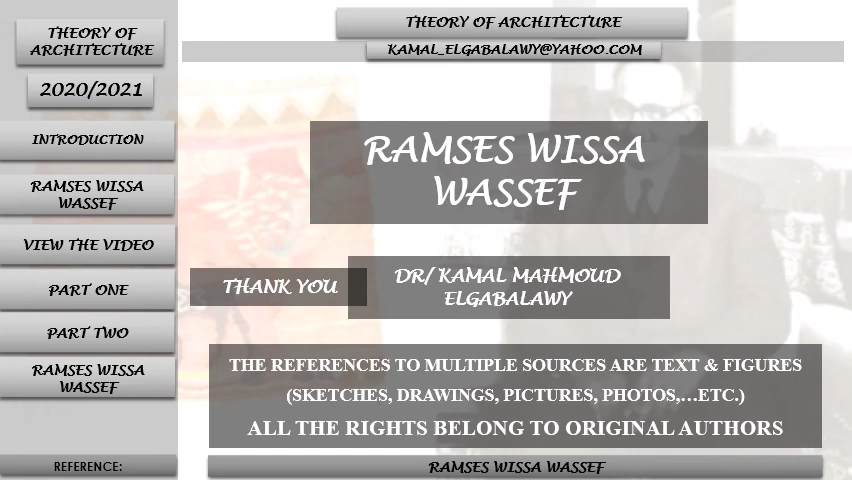 THEORY OF
ARCHITECTURE
2020/2021
INTRODUCTION
RAMSES WISSA
WASSEF
VIEW THE VIDEO
PART ONE
PART TWO
RAMSES WISSA
WASSEF
REFERENCE:
THEORY OF ARCHITECTURE
KAMAL_ELGABALAWY@YAHOO.COM
RAMSES WISSA
WASSEF
THANK YOU
DR/ KAMAL MAHMOUD
ELGABALAWY
THE REFERENCES TO MULTIPLE SOURCES ARE TEXT & FIGURES
(SKETCHES, DRAWINGS, PICTURES, PHOTOS,...ETC.)
ALL THE RIGHTS BELONG TO ORIGINAL AUTHORS
RAMSES WISSA WASSEF